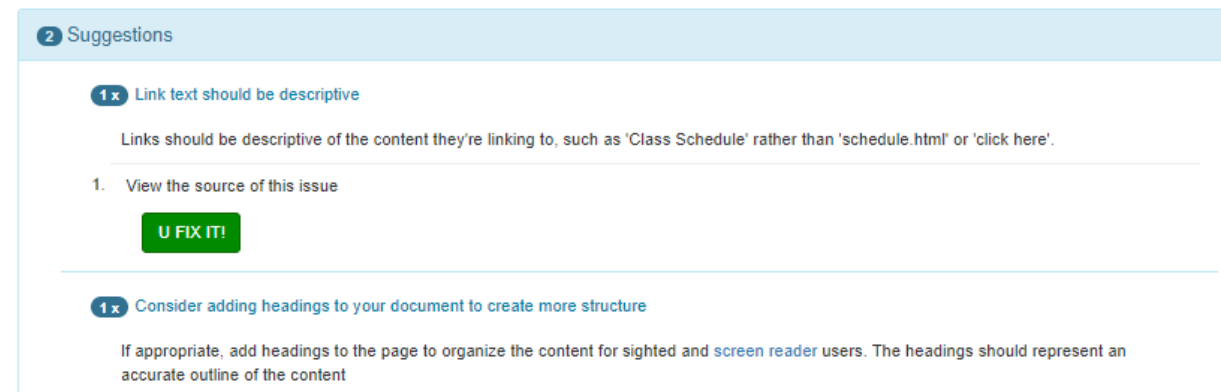 2 Suggestions
1 x Link text should be descriptive
Links should be descriptive of the content they're linking to, such as 'Class Schedule' rather than 'schedule.html' or 'click here'.
1. View the source of this issue
U FIX IT!
1 x Consider adding headings to your document to create more structure
If appropriate, add headings to the page to organize the content for sighted and screen reader users. The headings should represent an
accurate outline of the content